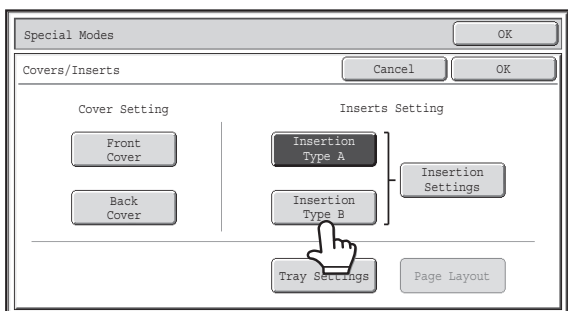 Special Modes OK
Covers/Inserts Cancel OK
Cover Setting Inserts Setting
Front
Cover
Insertion
Type A
Insertion
Settings
Back
Cover
Insertion
Type B
Tray Settings Page Layout